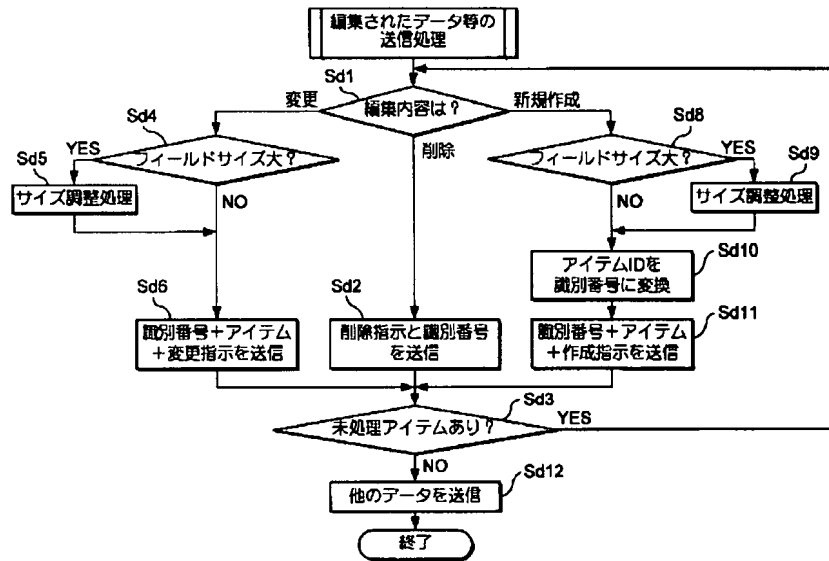 編集されたデータ等の
送信処理
Sd1
変更
編集内容は？
新規作成
削除
Sd4
フィールドサイズ大？
YES
NO
Sd5
サイズ調整処理
Sd8
フィールドサイズ大？
YES
NO
Sd9
サイズ調整処理
Sd10
アイテムIDを
識別番号に変換
Sd6
識別番号＋アイテム
＋変更指示を送信
Sd2
削除指示と識別番号
を送信
Sd11
識別番号＋アイテム
＋作成指示を送信
Sd3
未処理アイテムあり？
YES
NO
Sd12
他のデータを送信
終了